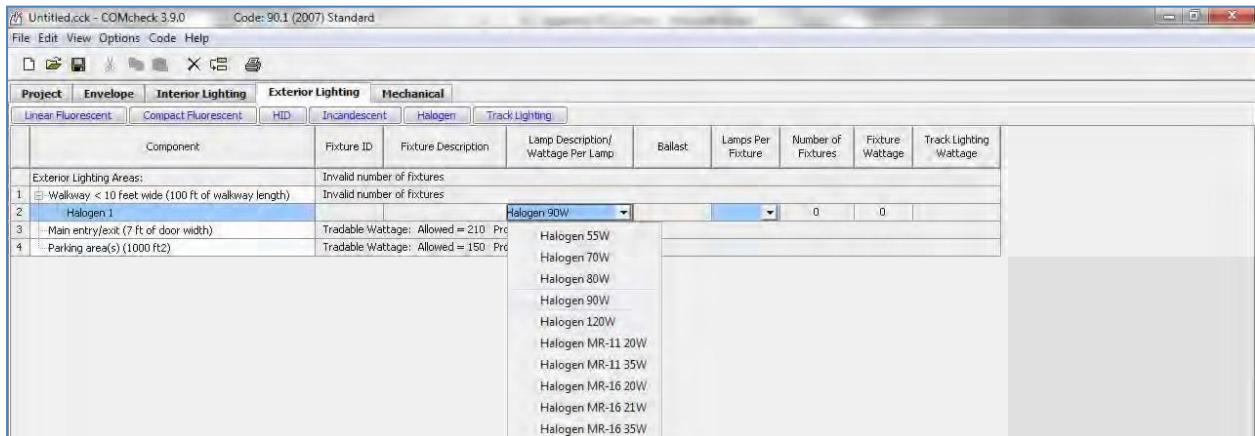 Untitled.cck - COMcheck 3.9.0 Code: 90.1 (2007) Standard
File Edit View Options Code Help
Project Envelope Interior Lighting Exterior Lighting Mechanical
Linear Fluorescent Compact Fluorescent HID Incandescent Halogen Track Lighting
Component Fixture ID Fixture Description Lamp Description/ Wattage Per Lamp Ballast Lamps Per Fixture Number of Fixtures Fixture Wattage Track Lighting Wattage
Exterior Lighting Areas: Invalid number of fixtures
1 Walkway < 10 feet wide (100 ft of walkway length) Invalid number of fixtures
2 Halogen 1 Halogen 90W 0 0
3 Main entry/exit (7 ft of door width) Tradable Wattage: Allowed = 210 Pro
4 Parking area(s) (1000 ft2) Tradable Wattage: Allowed = 150 Pro
Halogen 55W
Halogen 70W
Halogen 80W
Halogen 90W
Halogen 120W
Halogen MR-11 20W
Halogen MR-11 35W
Halogen MR-16 20W
Halogen MR-16 21W
Halogen MR-16 35W